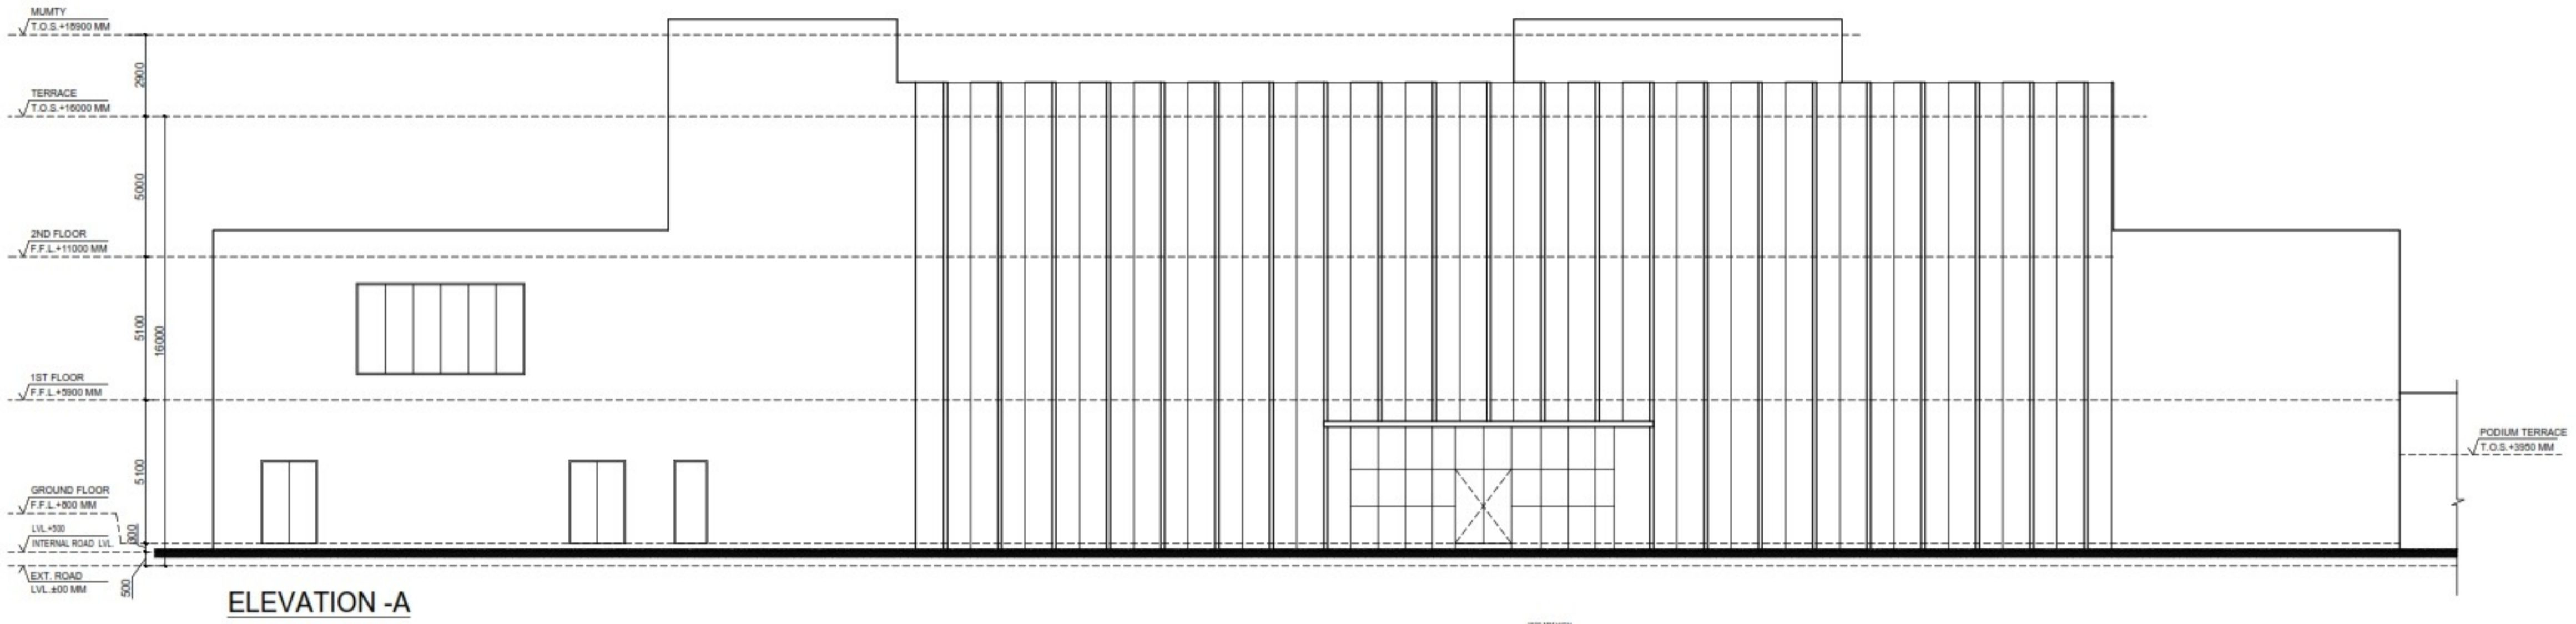 MUMTY
T.O.S.+18900 MM
2900
TERRACE
T.O.S.+16000 MM
5000
2ND FLOOR
F.F.L.+11000 MM
5100
16000
1ST FLOOR
F.F.L.+5900 MM
PODIUM TERRACE
T.O.S.+3950 MM
5100
GROUND FLOOR
F.F.L.+800 MM
LVL.+500
300
INTERNAL ROAD LVL.
EXT. ROAD
LVL.±00 MM
500
ELEVATION -A